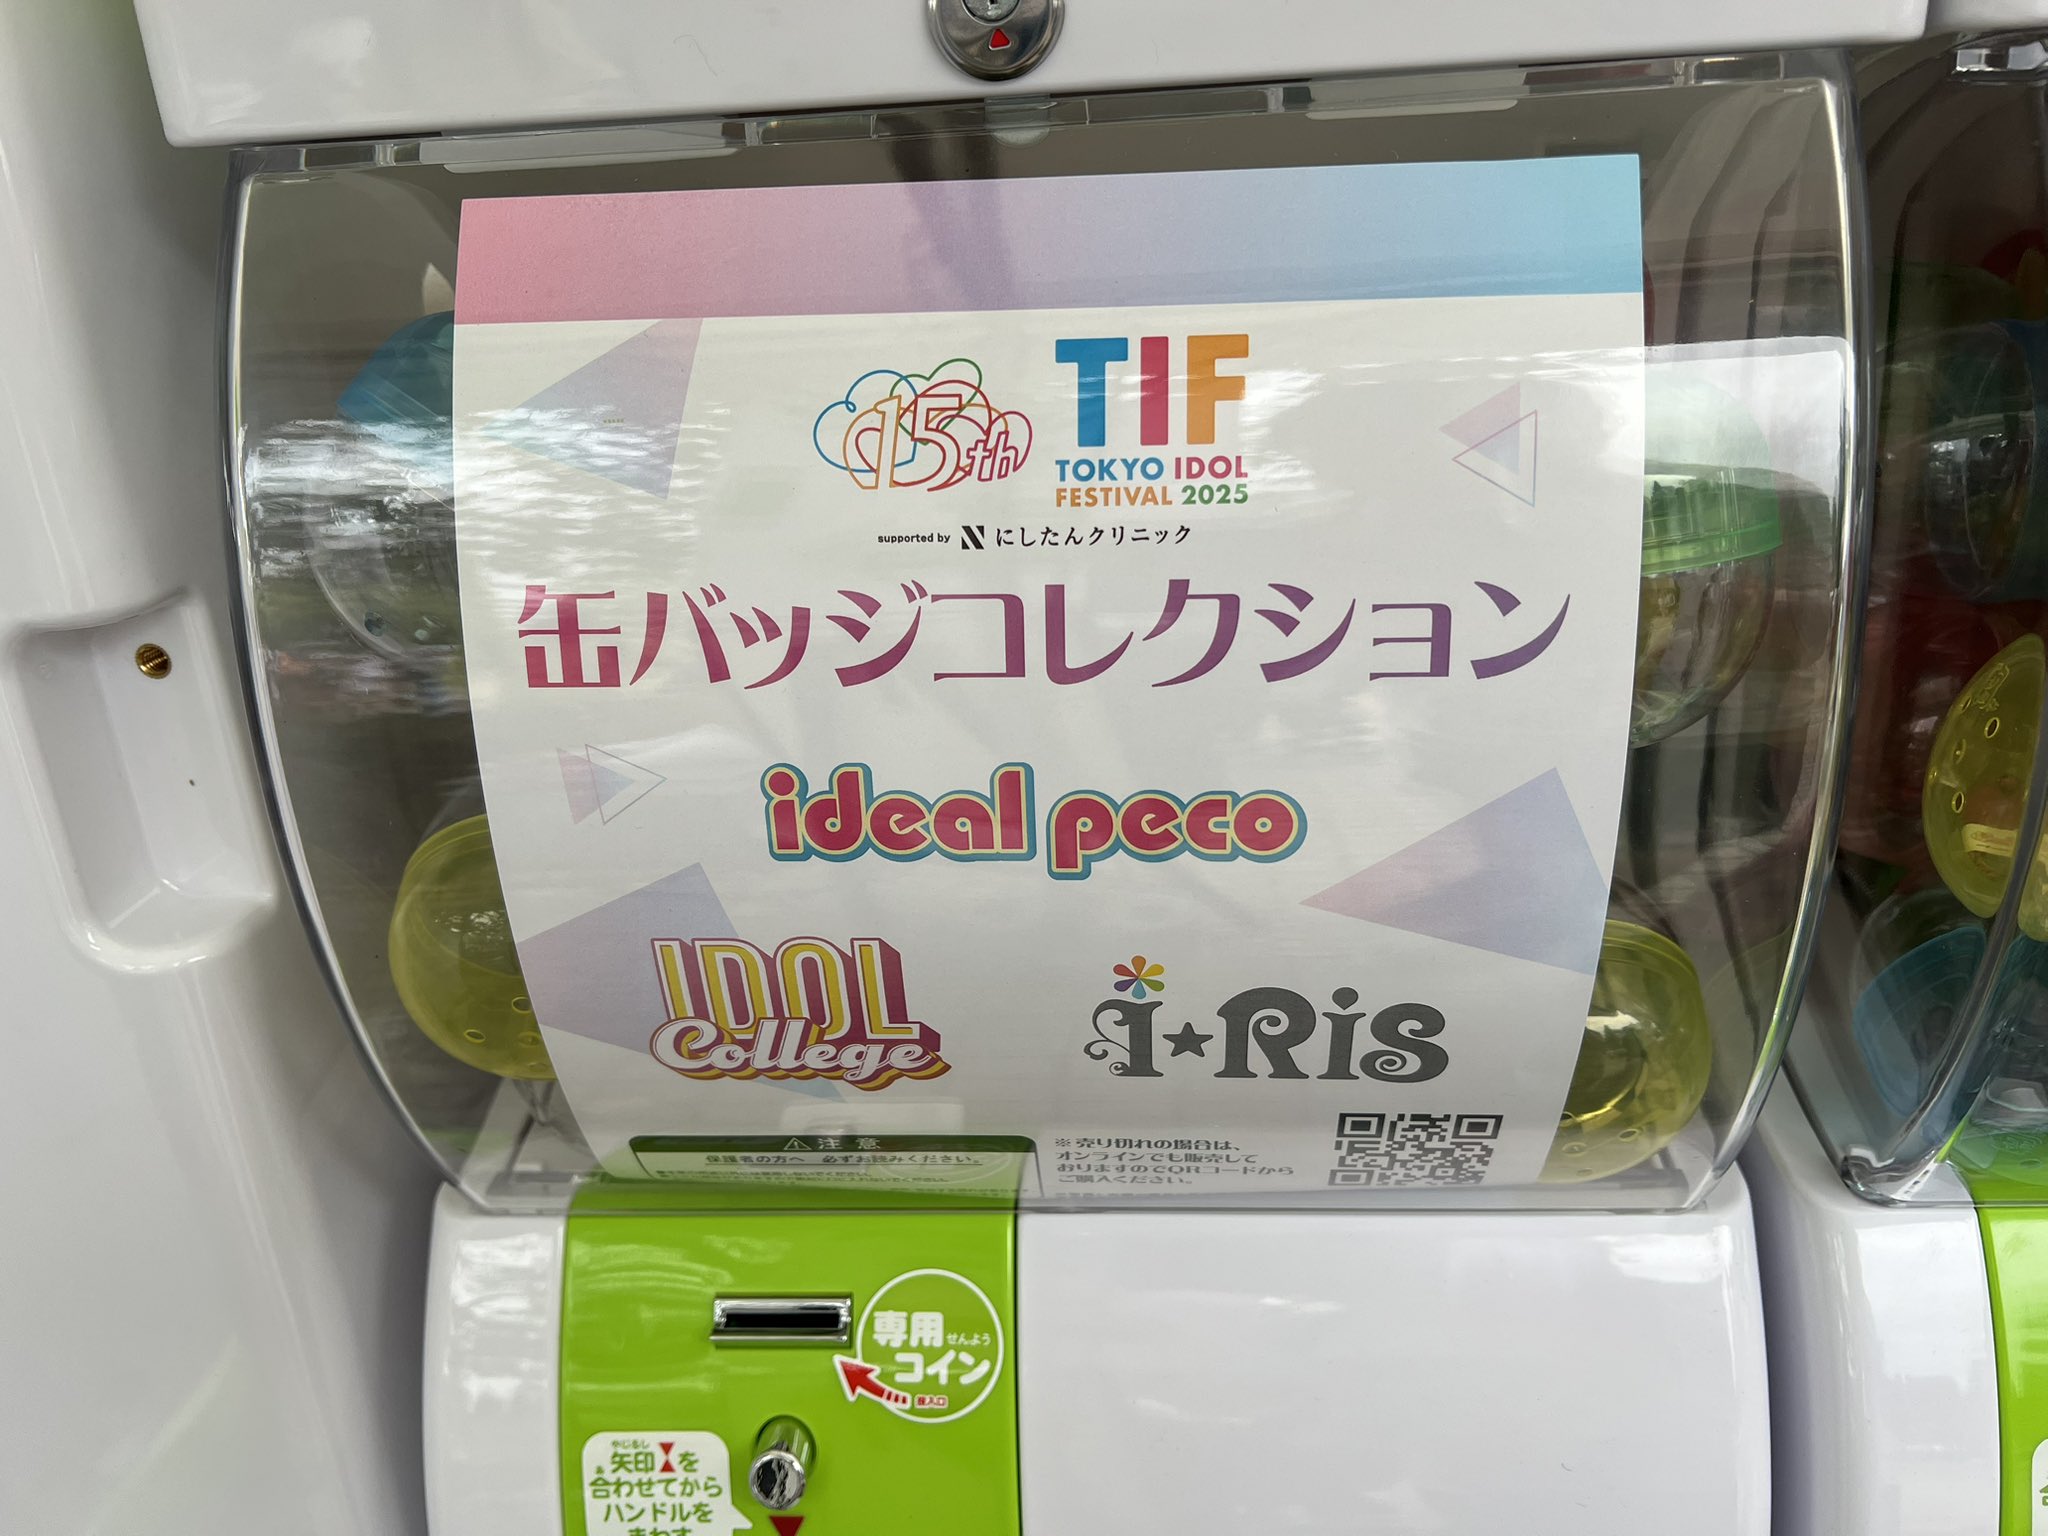 15th
TIF
TOKYO IDOL
FESTIVAL 2025
supported by にしたんクリニック
缶バッジコレクション
ideal peco
IDOL
College
i★Ris
注意
保護者の方へ 必ずお読みください。
※売り切れの場合は、
オンラインでも販売して
おりますのでQRコードから
ご購入ください。
専用せんよう
コイン
投入口
やじるし
矢印を
あ
合わせてから
ハンドルを
まわす